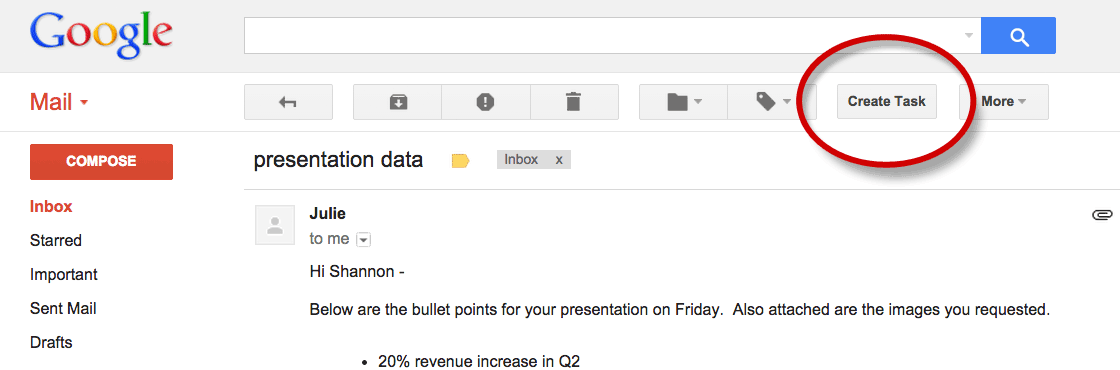 Google
Mail
Create Task
More
COMPOSE
presentation data
Inbox x
Inbox
Starred
Important
Sent Mail
Drafts
Julie
to me
Hi Shannon -
Below are the bullet points for your presentation on Friday.  Also attached are the images you requested.
• 20% revenue increase in Q2